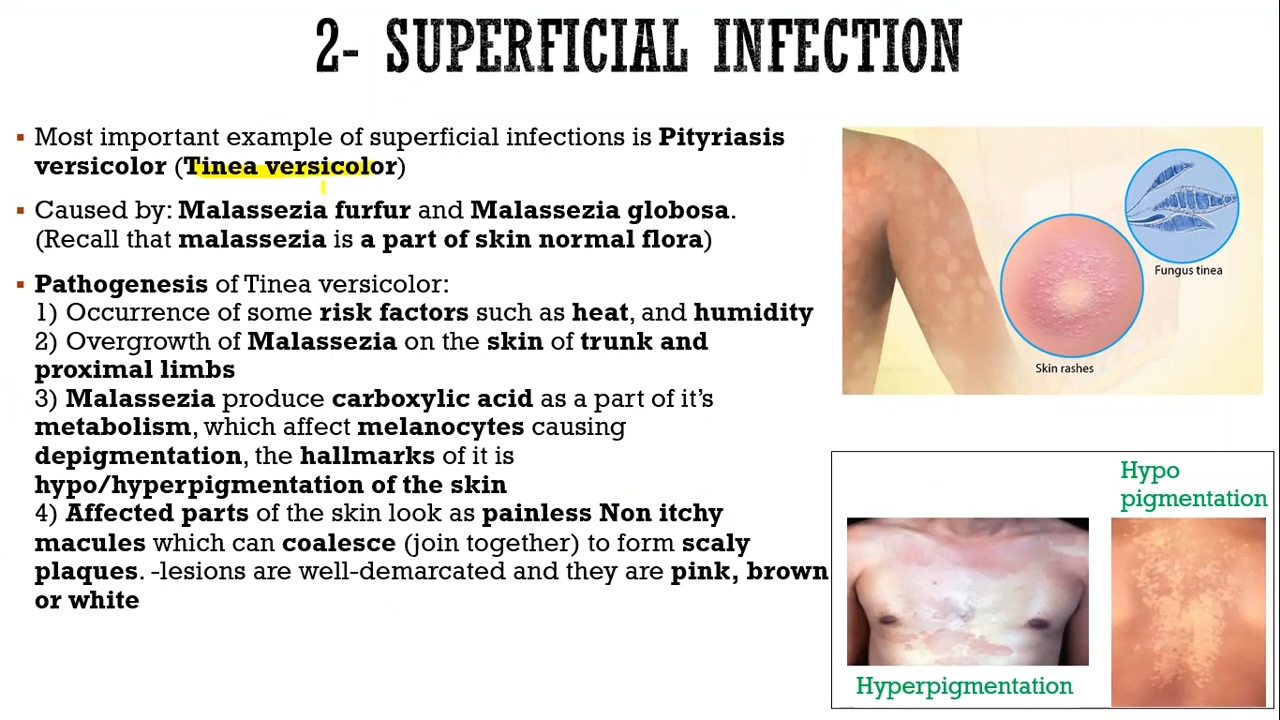 2- SUPERFICIAL INFECTION
▪ Most important example of superficial infections is Pityriasis
versicolor (Tinea versicolor)
▪ Caused by: Malassezia furfur and Malassezia globosa.
(Recall that malassezia is a part of skin normal flora)
▪ Pathogenesis of Tinea versicolor:
1) Occurrence of some risk factors such as heat, and humidity
2) Overgrowth of Malassezia on the skin of trunk and
proximal limbs
3) Malassezia produce carboxylic acid as a part of it’s
metabolism, which affect melanocytes causing
depigmentation, the hallmarks of it is
hypo/hyperpigmentation of the skin
4) Affected parts of the skin look as painless Non itchy
macules which can coalesce (join together) to form scaly
plaques. -lesions are well-demarcated and they are pink, brown
or white
Fungus tinea
Skin rashes
Hypo
pigmentation
Hyperpigmentation